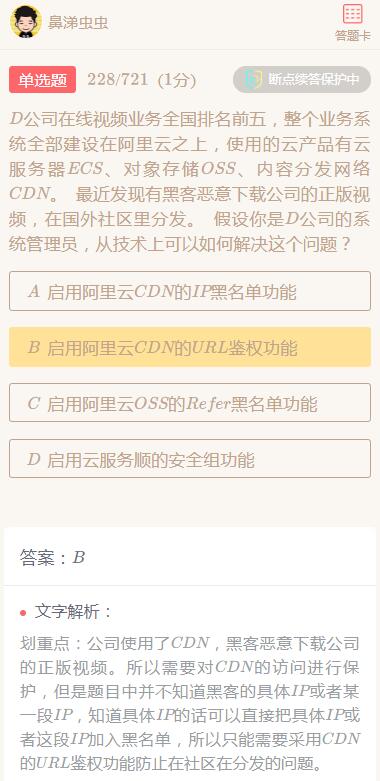 鼻涕虫虫
答题卡
单选题 228/721 (1分) 断点续答保护中
D公司在线视频业务全国排名前五，整个业务系
统全部建设在阿里云之上，使用的云产品有云
服务器ECS、对象存储OSS、内容分发网络
CDN。 最近发现有黑客恶意下载公司的正版视
频，在国外社区里分发。 假设你是D公司的系
统管理员，从技术上可以如何解决这个问题？
A 启用阿里云CDN的IP黑名单功能
B 启用阿里云CDN的URL鉴权功能
C 启用阿里云OSS的Refer黑名单功能
D 启用云服务顺的安全组功能
答案：B
文字解析：
划重点：公司使用了CDN，黑客恶意下载公司
的正版视频。所以需要对CDN的访问进行保
护，但是题目中并不知道黑客的具体IP或者某
一段IP，知道具体IP的话可以直接把具体IP或
者这段IP加入黑名单，所以只能需要采用CDN
的URL鉴权功能防止在社区在分发的问题。